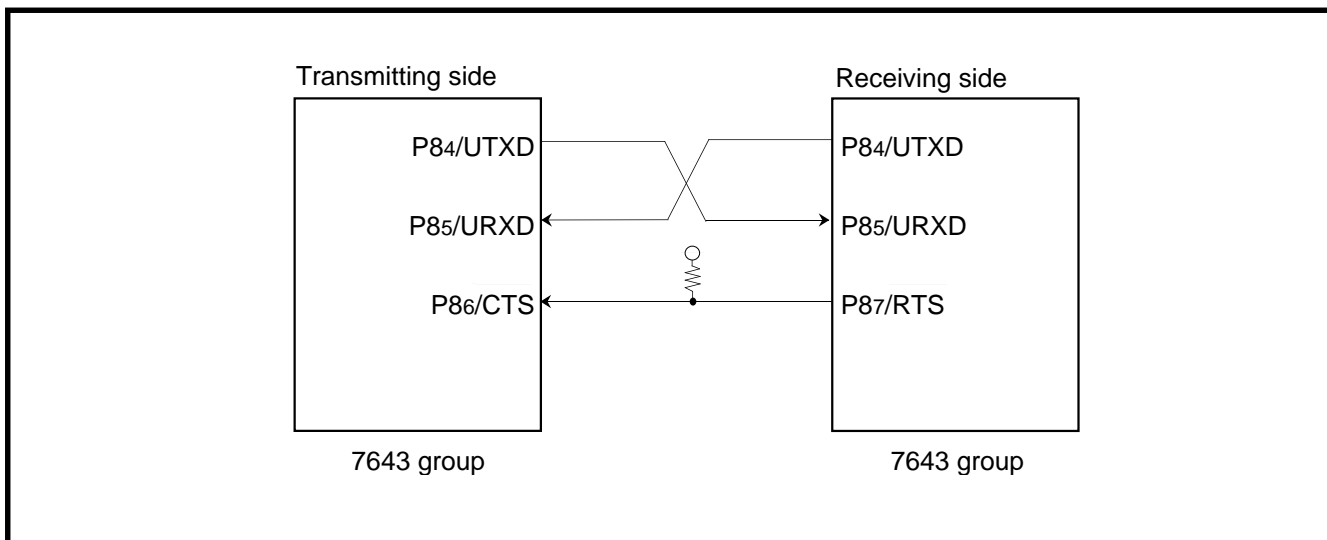 Transmitting side
P84/UTXD
P85/URXD
P86/CTS
7643 group
Receiving side
P84/UTXD
P85/URXD
P87/RTS
7643 group